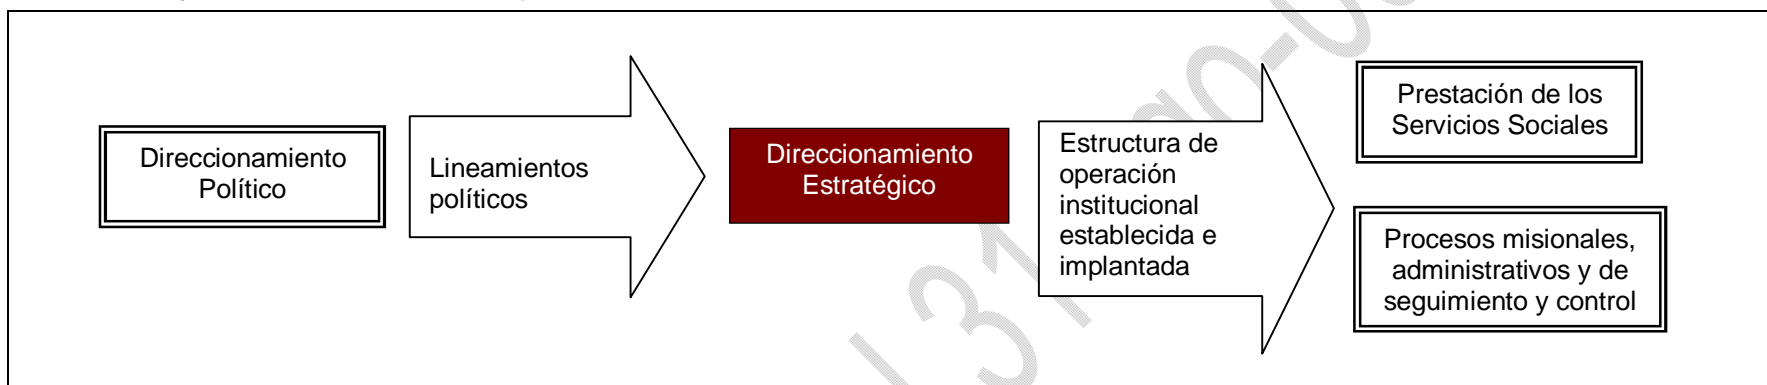 Direccionamiento
Político
Lineamientos
políticos
Direccionamiento
Estratégico
Estructura de
operación
institucional
establecida e
implantada
Prestación de los
Servicios Sociales
Procesos misionales,
administrativos y de
seguimiento y control